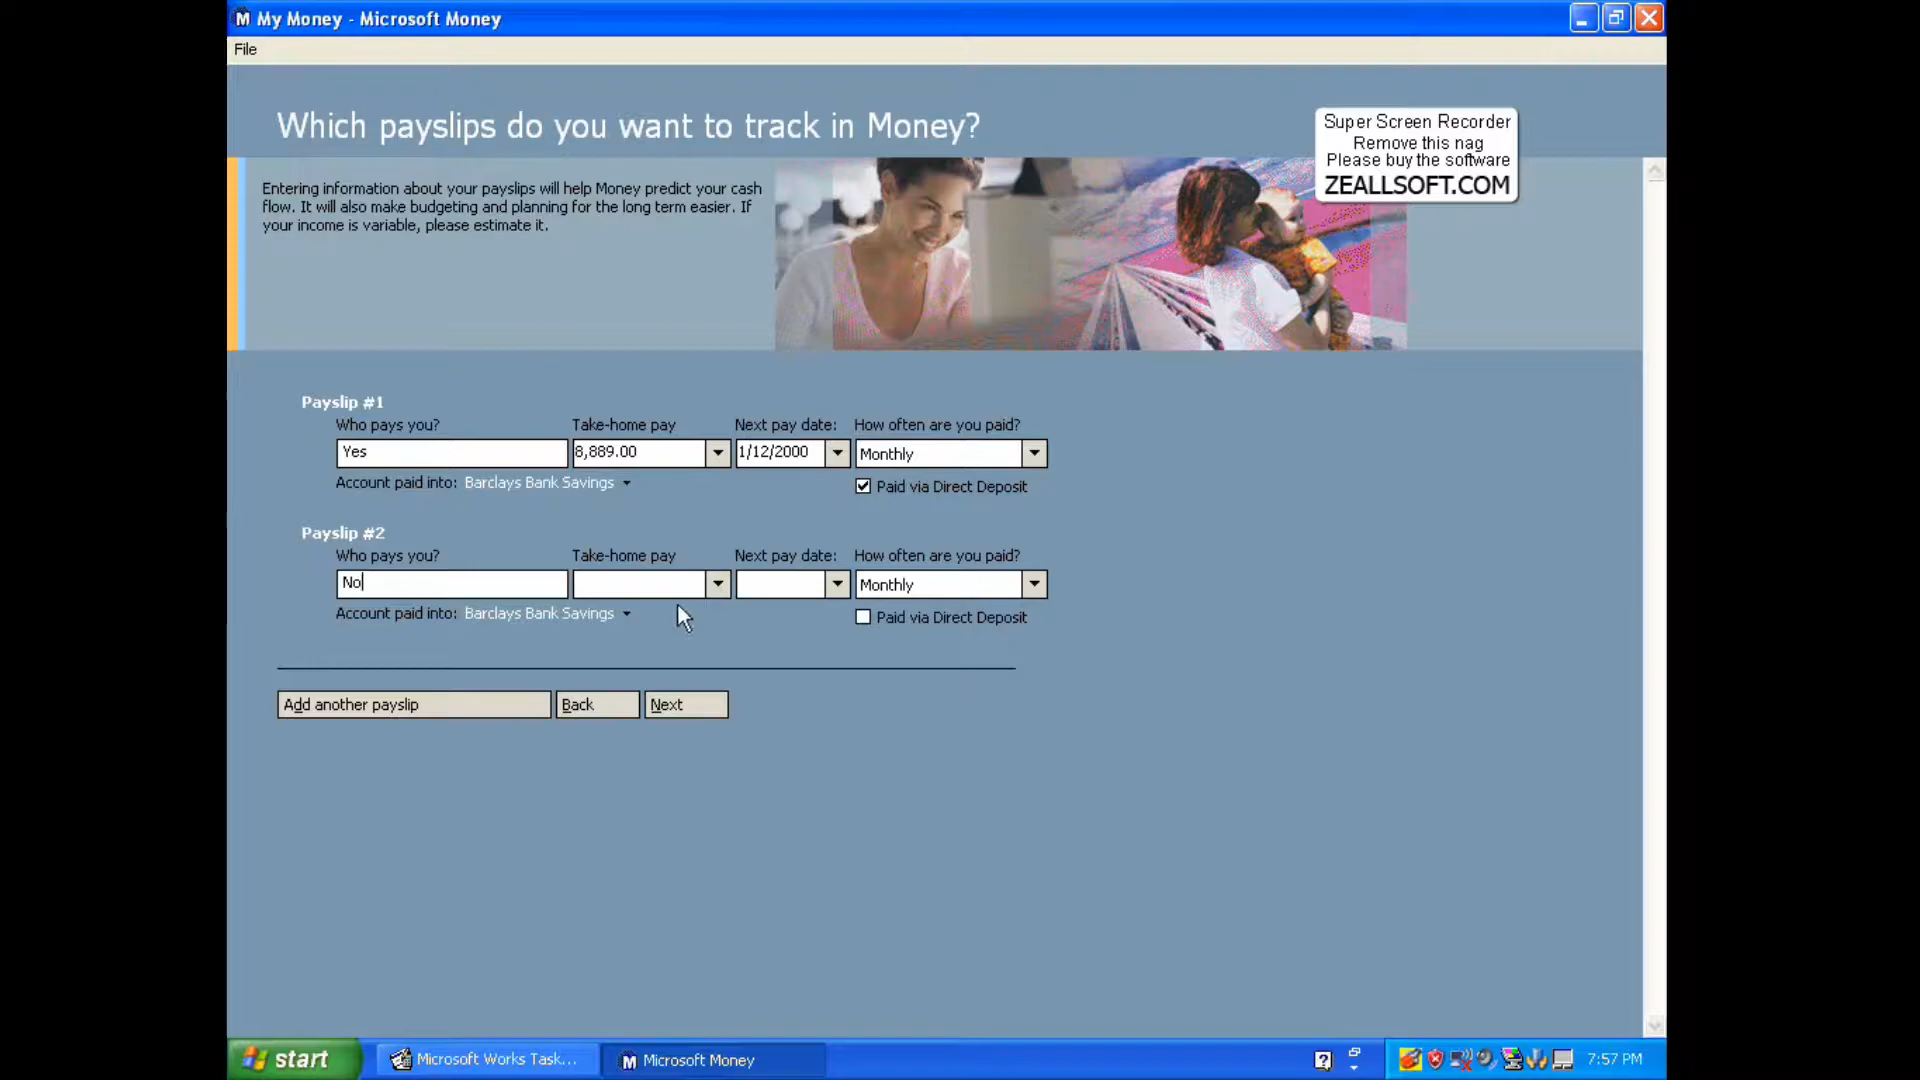 My Money - Microsoft Money
File
Which payslips do you want to track in Money?
Super Screen Recorder
Remove this nag
Please buy the software
ZEALLSOFT.COM
Entering information about your payslips will help Money predict your cash
flow. It will also make budgeting and planning for the long term easier. If
your income is variable, please estimate it.
Payslip #1
Who pays you? Take-home pay Next pay date: How often are you paid?
Yes 8,889.00 1/12/2000 Monthly
Account paid into: Barclays Bank Savings Paid via Direct Deposit
Payslip #2
Who pays you? Take-home pay Next pay date: How often are you paid?
No Monthly
Account paid into: Barclays Bank Savings Paid via Direct Deposit
Add another payslip Back Next
start Microsoft Works Task... Microsoft Money 7:57 PM